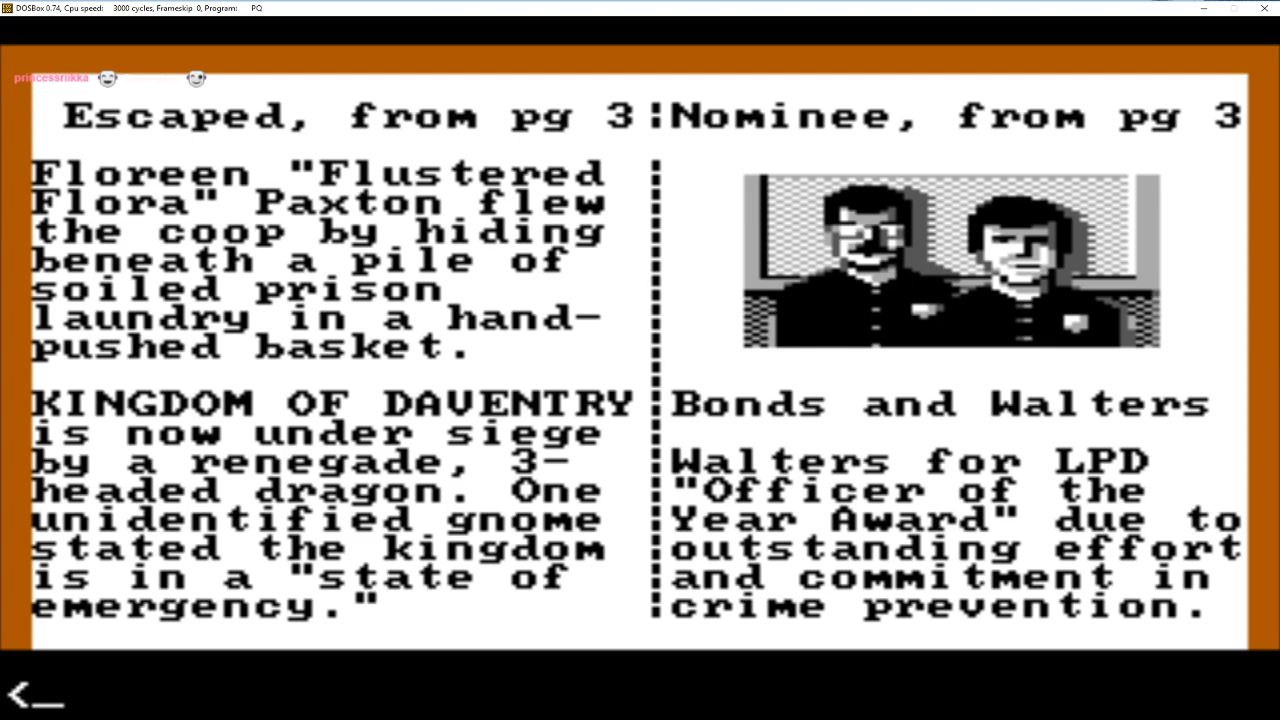 DOSBox 0.74, Cpu speed: 3000 cycles, Frameskip 0, Program: PQ
princessriikka
Escaped, from pg 3
Floreen "Flustered
Flora" Paxton flew
the coop by hiding
beneath a pile of
soiled prison
laundry in a hand-
pushed basket.
KINGDOM OF DAVENTRY
is now under siege
by a renegade, 3-
headed dragon. One
unidentified gnome
stated the kingdom
is in a "state of
emergency."
Nominee, from pg 3
Bonds and Walters
Walters for LPD
"Officer of the
Year Award" due to
outstanding effort
and commitment in
crime prevention.
<_